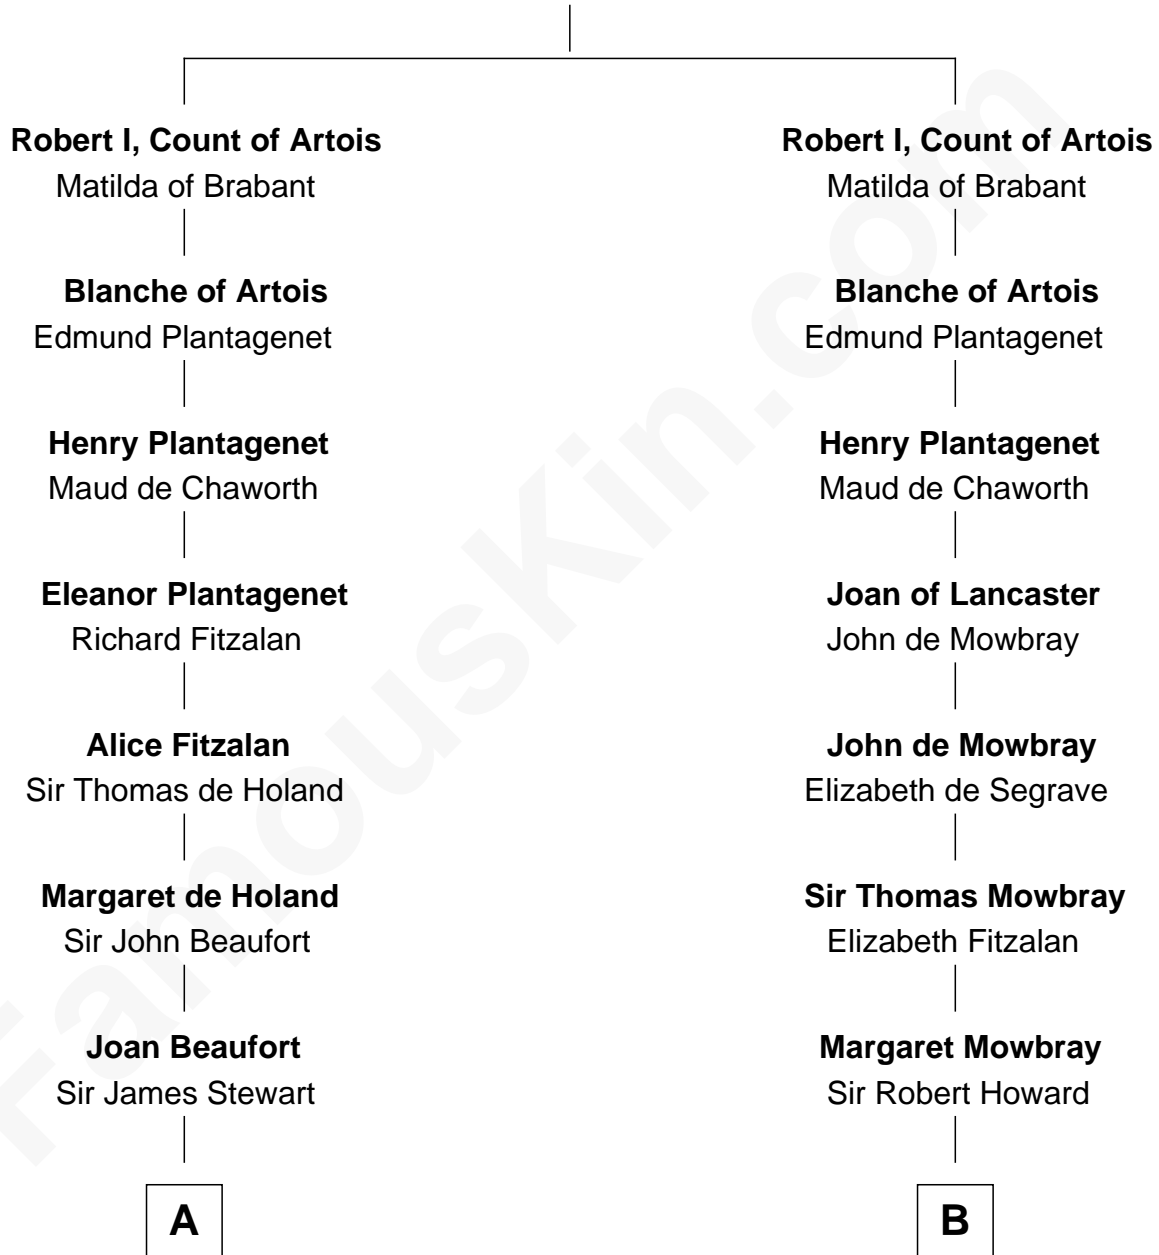 Robert I, Count of Artois
Matilda of Brabant
Blanche of Artois
Edmund Plantagenet
Henry Plantagenet
Maud de Chaworth
Eleanor Plantagenet
Richard Fitzalan
Alice Fitzalan
Sir Thomas de Holand
Margaret de Holand
Sir John Beaufort
Joan Beaufort
Sir James Stewart
A
Robert I, Count of Artois
Matilda of Brabant
Blanche of Artois
Edmund Plantagenet
Henry Plantagenet
Maud de Chaworth
Joan of Lancaster
John de Mowbray
John de Mowbray
Elizabeth de Segrave
Sir Thomas Mowbray
Elizabeth Fitzalan
Margaret Mowbray
Sir Robert Howard
B
FamousKin.com